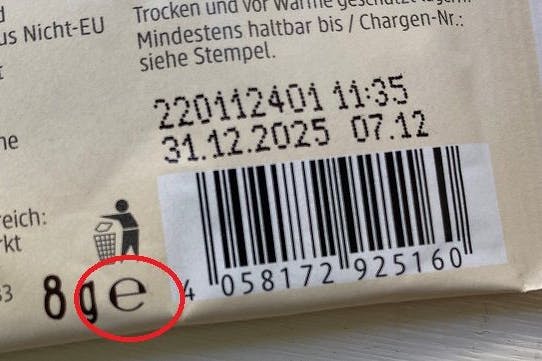 us Nicht-EU
Trocken und vor Wärme geschützt lagern.
Mindestens haltbar bis / Chargen-Nr.:
siehe Stempel.
220112401 11:35
31.12.2025 07.12
reich:
rkt
8 g ℮
4 058172 925160